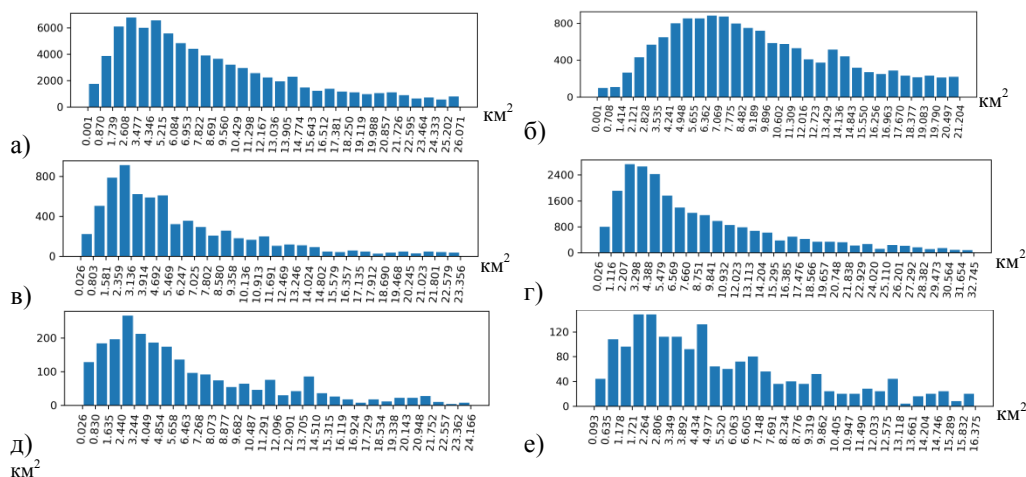 6000
4000
2000
0
0.001 0.870 1.739 2.608 3.477 4.346 5.215 6.084 6.953 7.822 8.691 9.560 10.429 11.298 12.167 13.036 13.905 14.774 15.643 16.512 17.381 18.250 19.119 19.988 20.857 21.726 22.595 23.464 24.333 25.202 26.071
км²
а)
800
400
0
0.001 0.708 1.414 2.121 2.828 3.535 4.241 4.948 5.655 6.362 7.069 7.775 8.482 9.189 9.896 10.602 11.309 12.016 12.723 13.429 14.136 14.843 15.550 16.256 16.963 17.670 18.377 19.083 19.790 20.497 21.204
км²
б)
800
400
0
0.026 0.803 1.581 2.359 3.136 3.914 4.692 5.469 6.247 7.025 7.802 8.580 9.358 10.136 10.913 11.691 12.469 13.246 14.024 14.802 15.579 16.357 17.135 17.912 18.690 19.468 20.245 21.023 21.801 22.579 23.356
км²
в)
2400
1600
800
0
0.026 1.116 2.207 3.298 4.388 5.479 6.569 7.660 8.751 9.841 10.932 12.023 13.113 14.204 15.295 16.385 17.476 18.566 19.657 20.748 21.838 22.929 24.020 25.110 26.201 27.292 28.382 29.473 30.564 31.654 32.745
км²
г)
200
100
0
0.026 0.830 1.635 2.440 3.244 4.049 4.854 5.658 6.463 7.268 8.073 8.877 9.682 10.487 11.291 12.096 12.901 13.705 14.510 15.315 16.119 16.924 17.729 18.534 19.338 20.143 20.948 21.752 22.557 23.362 24.166
д)
км²
120
80
40
0
0.093 0.635 1.178 1.721 2.264 2.806 3.349 3.892 4.434 4.977 5.520 6.063 6.605 7.148 7.691 8.234 8.776 9.319 9.862 10.405 10.947 11.490 12.033 12.575 13.118 13.661 14.204 14.746 15.289 15.832 16.375
км²
е)